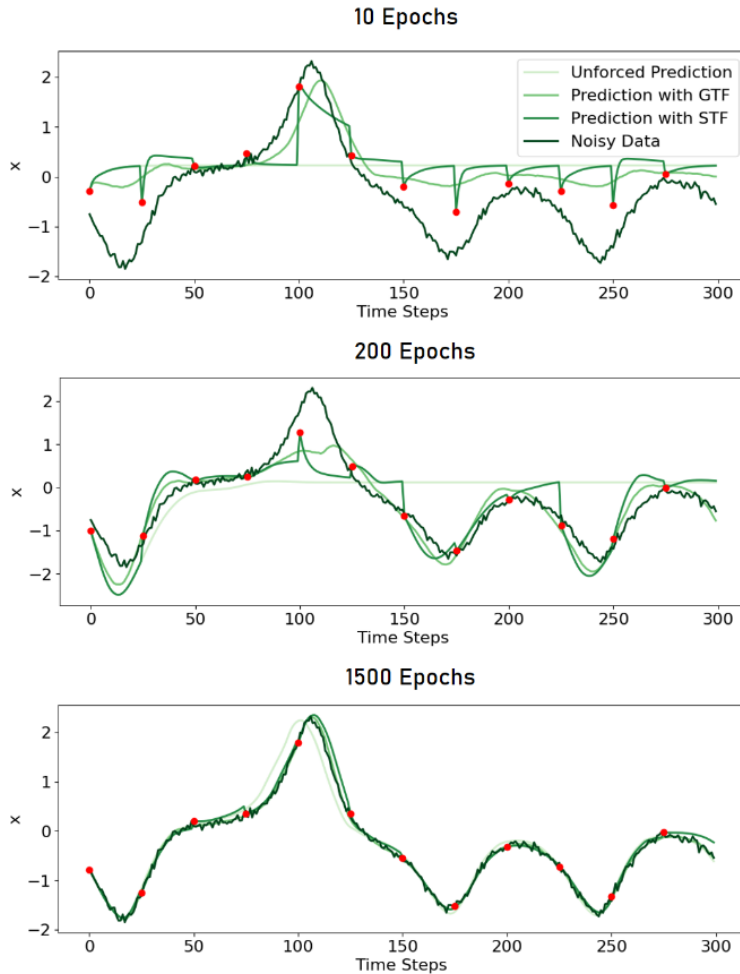 10 Epochs
Unforced Prediction
Prediction with GTF
Prediction with STF
Noisy Data
2
1
0
−1
−2
x
0 50 100 150 200 250 300
Time Steps
200 Epochs
2
1
0
−1
−2
x
0 50 100 150 200 250 300
Time Steps
1500 Epochs
2
1
0
−1
−2
x
0 50 100 150 200 250 300
Time Steps